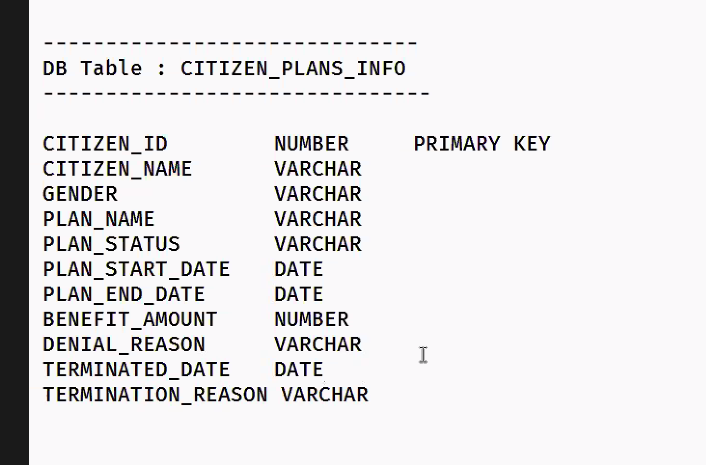 ------------------------------
DB Table : CITIZEN_PLANS_INFO
-------------------------------
CITIZEN_ID NUMBER PRIMARY KEY
CITIZEN_NAME VARCHAR
GENDER VARCHAR
PLAN_NAME VARCHAR
PLAN_STATUS VARCHAR
PLAN_START_DATE DATE
PLAN_END_DATE DATE
BENEFIT_AMOUNT NUMBER
DENIAL_REASON VARCHAR
TERMINATED_DATE DATE
TERMINATION_REASON VARCHAR